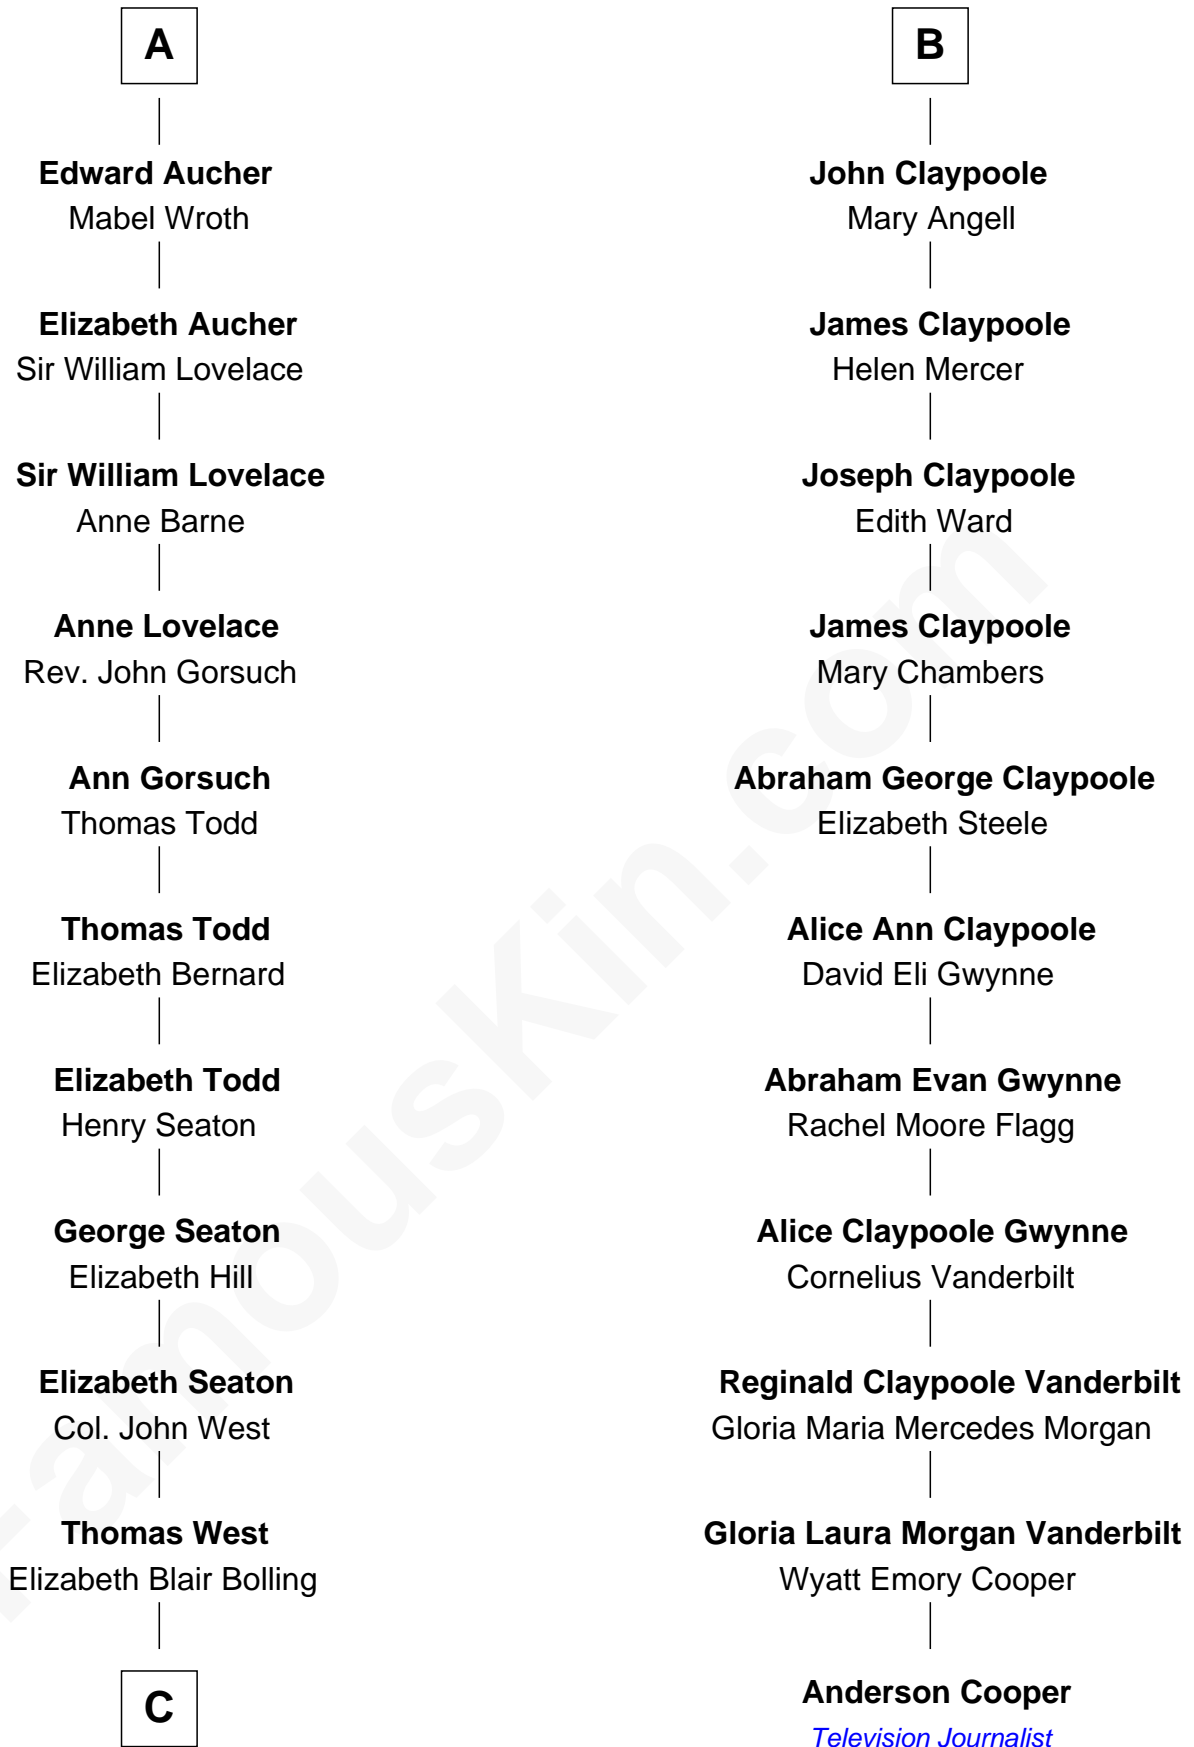 A
Edward Aucher
Mabel Wroth
Elizabeth Aucher
Sir William Lovelace
Sir William Lovelace
Anne Barne
Anne Lovelace
Rev. John Gorsuch
Ann Gorsuch
Thomas Todd
Thomas Todd
Elizabeth Bernard
Elizabeth Todd
Henry Seaton
George Seaton
Elizabeth Hill
Elizabeth Seaton
Col. John West
Thomas West
Elizabeth Blair Bolling
C
B
John Claypoole
Mary Angell
James Claypoole
Helen Mercer
Joseph Claypoole
Edith Ward
James Claypoole
Mary Chambers
Abraham George Claypoole
Elizabeth Steele
Alice Ann Claypoole
David Eli Gwynne
Abraham Evan Gwynne
Rachel Moore Flagg
Alice Claypoole Gwynne
Cornelius Vanderbilt
Reginald Claypoole Vanderbilt
Gloria Maria Mercedes Morgan
Gloria Laura Morgan Vanderbilt
Wyatt Emory Cooper
Anderson Cooper
Television Journalist
FamousKin.com